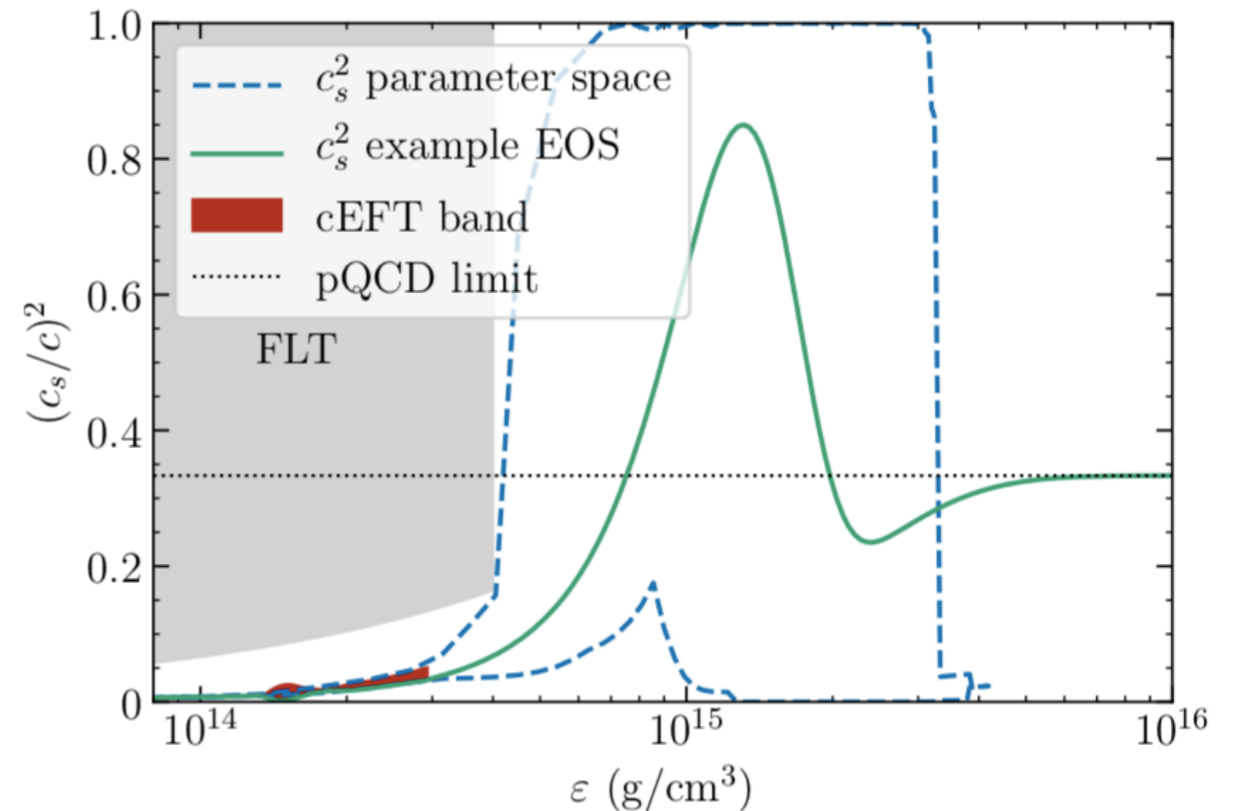 1.0
0.8
0.6
0.4
0.2
0
(c_s/c)^2
c_s^2 parameter space
c_s^2 example EOS
cEFT band
pQCD limit
FLT
10^14 10^15 10^16
ε (g/cm^3)